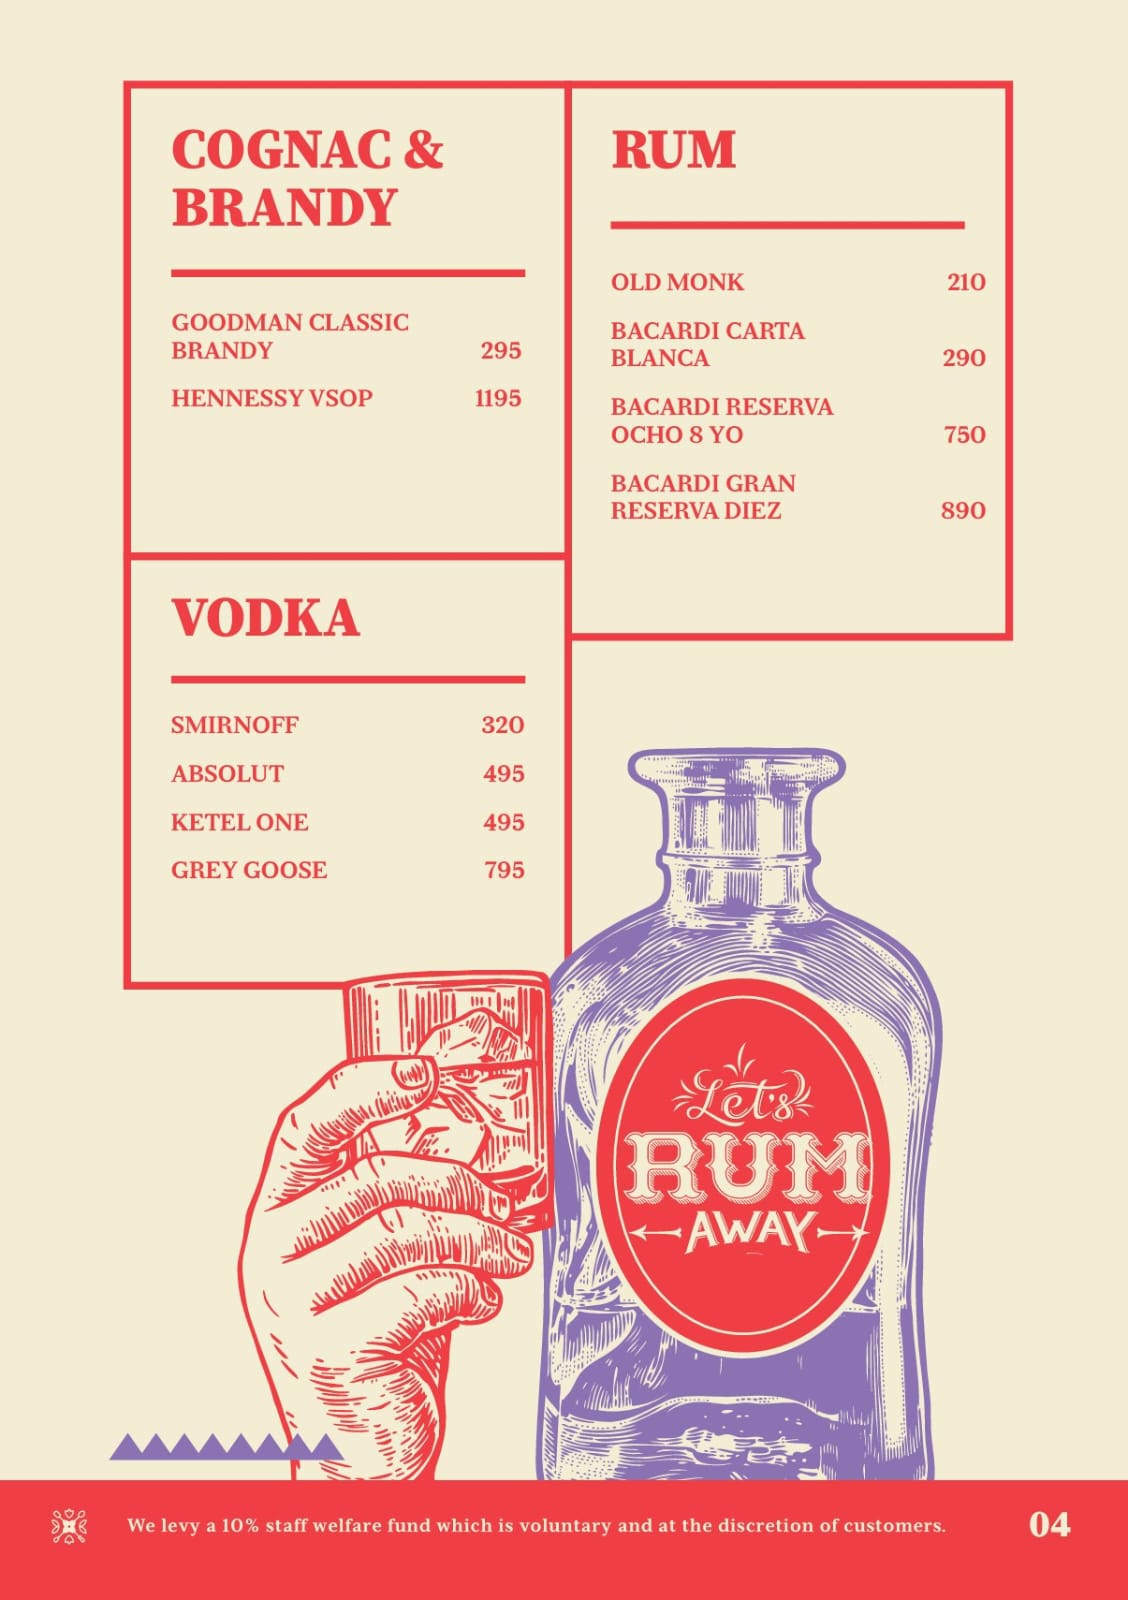 COGNAC &
BRANDY
GOODMAN CLASSIC
BRANDY 295
HENNESSY VSOP 1195
RUM
OLD MONK 210
BACARDI CARTA
BLANCA 290
BACARDI RESERVA
OCHO 8 YO 750
BACARDI GRAN
RESERVA DIEZ 890
VODKA
SMIRNOFF 320
ABSOLUT 495
KETEL ONE 495
GREY GOOSE 795
Let's
RUM
AWAY
We levy a 10% staff welfare fund which is voluntary and at the discretion of customers.
04